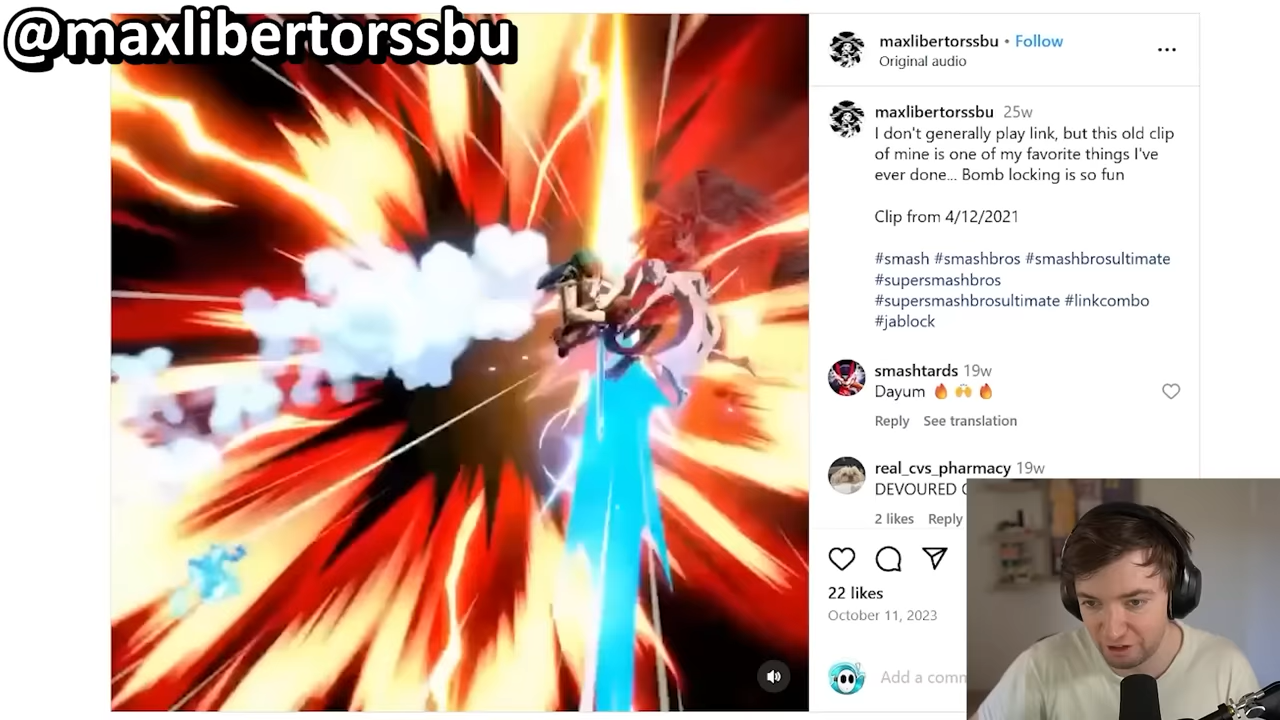 @maxlibertorssbu
maxlibertorssbu • Follow
Original audio
maxlibertorssbu 25w
I don't generally play link, but this old clip
of mine is one of my favorite things I've
ever done... Bomb locking is so fun
Clip from 4/12/2021
#smash #smashbros #smashbrosultimate
#supersmashbros
#supersmashbrosultimate #linkcombo
#jablock
smashtards 19w
Dayum 🔥 🙌 🔥
Reply See translation
real_cvs_pharmacy 19w
DEVOURED
2 likes Reply
22 likes
October 11, 2023
Add a comm